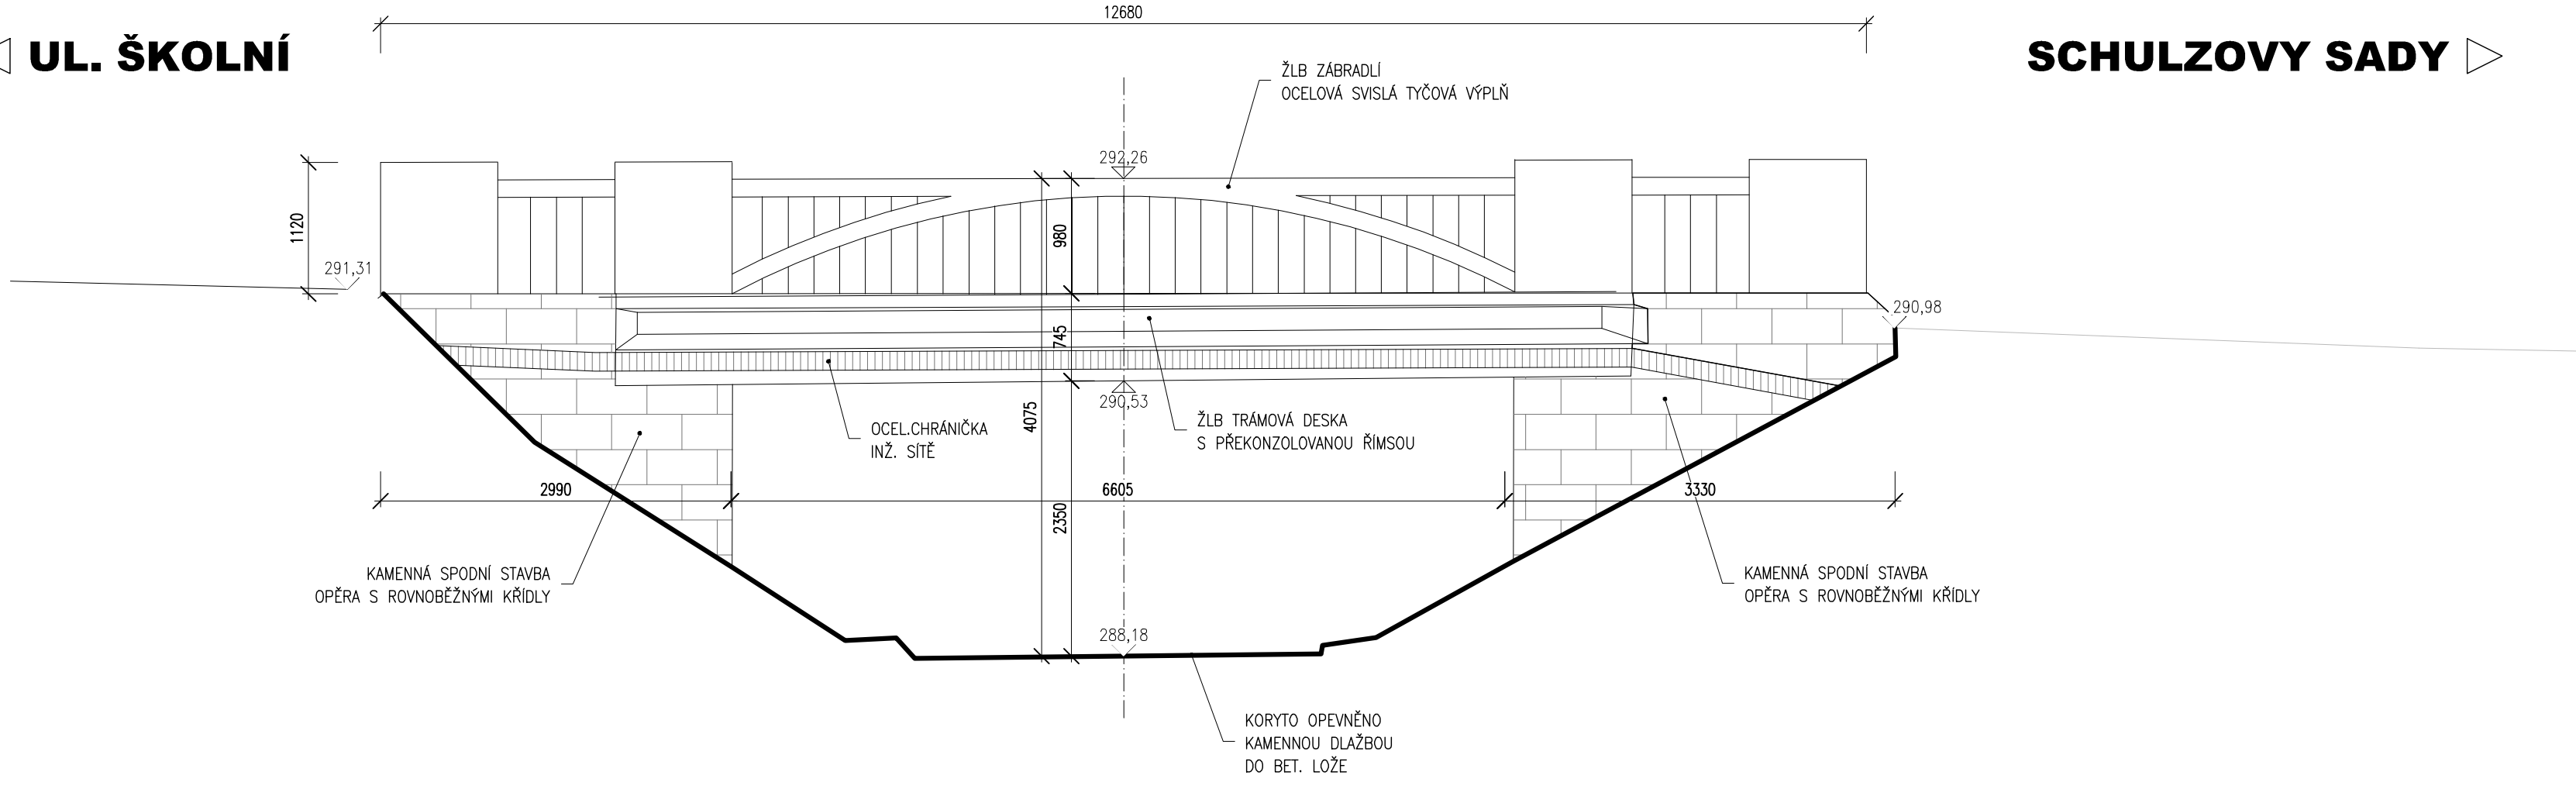 12680
UL. ŠKOLNÍ
SCHULZOVY SADY
ŽLB ZÁBRADLÍ
OCELOVÁ SVISLÁ TYČOVÁ VÝPLŇ
292,26
1120
980
291,31
290,98
745
290,53
4075
OCEL.CHRÁNIČKA
INŽ. SÍTĚ
ŽLB TRÁMOVÁ DESKA
S PŘEKONZOLOVANOU ŘÍMSOU
2990
6605
3330
2350
KAMENNÁ SPODNÍ STAVBA
OPĚRA S ROVNOBĚŽNÝMI KŘÍDLY
KAMENNÁ SPODNÍ STAVBA
OPĚRA S ROVNOBĚŽNÝMI KŘÍDLY
288,18
KORYTO OPEVNĚNO
KAMENNOU DLAŽBOU
DO BET. LOŽE